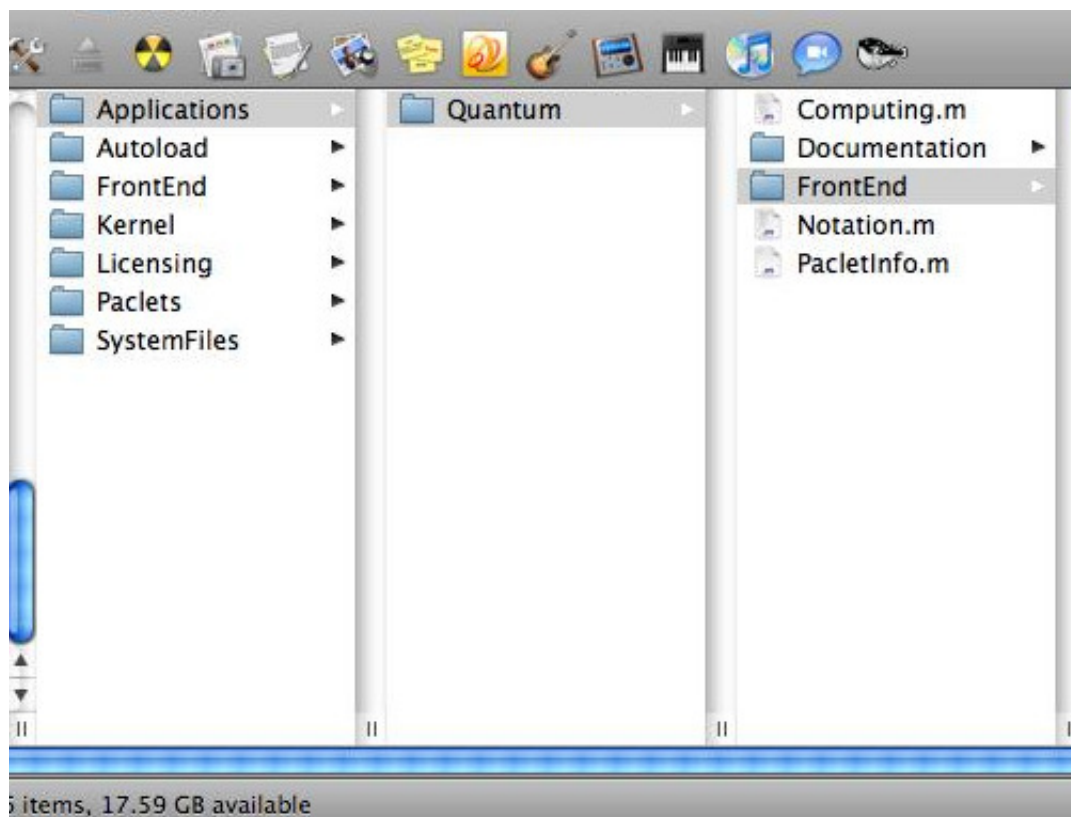 Applications
Autoload
FrontEnd
Kernel
Licensing
Paclets
SystemFiles
Quantum
Computing.m
Documentation
FrontEnd
Notation.m
PacletInfo.m
items, 17.59 GB available